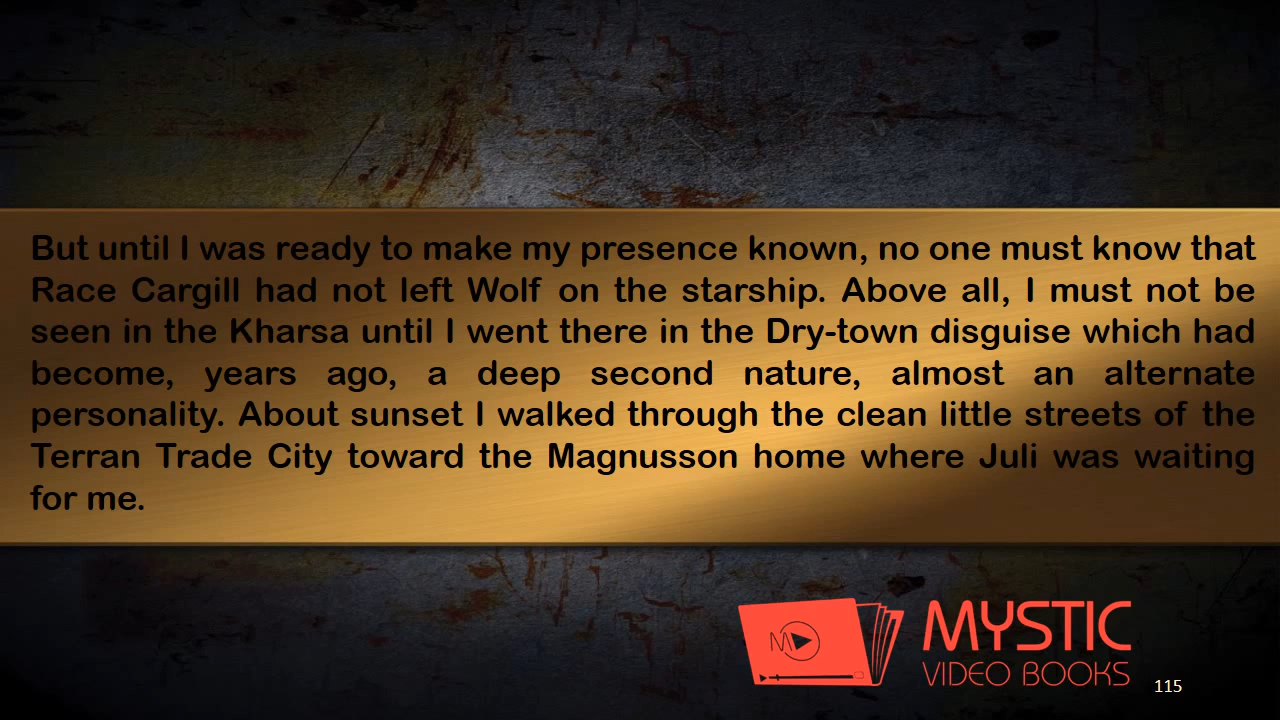 But until I was ready to make my presence known, no one must know that
Race Cargill had not left Wolf on the starship. Above all, I must not be
seen in the Kharsa until I went there in the Dry-town disguise which had
become, years ago, a deep second nature, almost an alternate
personality. About sunset I walked through the clean little streets of the
Terran Trade City toward the Magnusson home where Juli was waiting
for me.
MYSTIC
VIDEO BOOKS
115